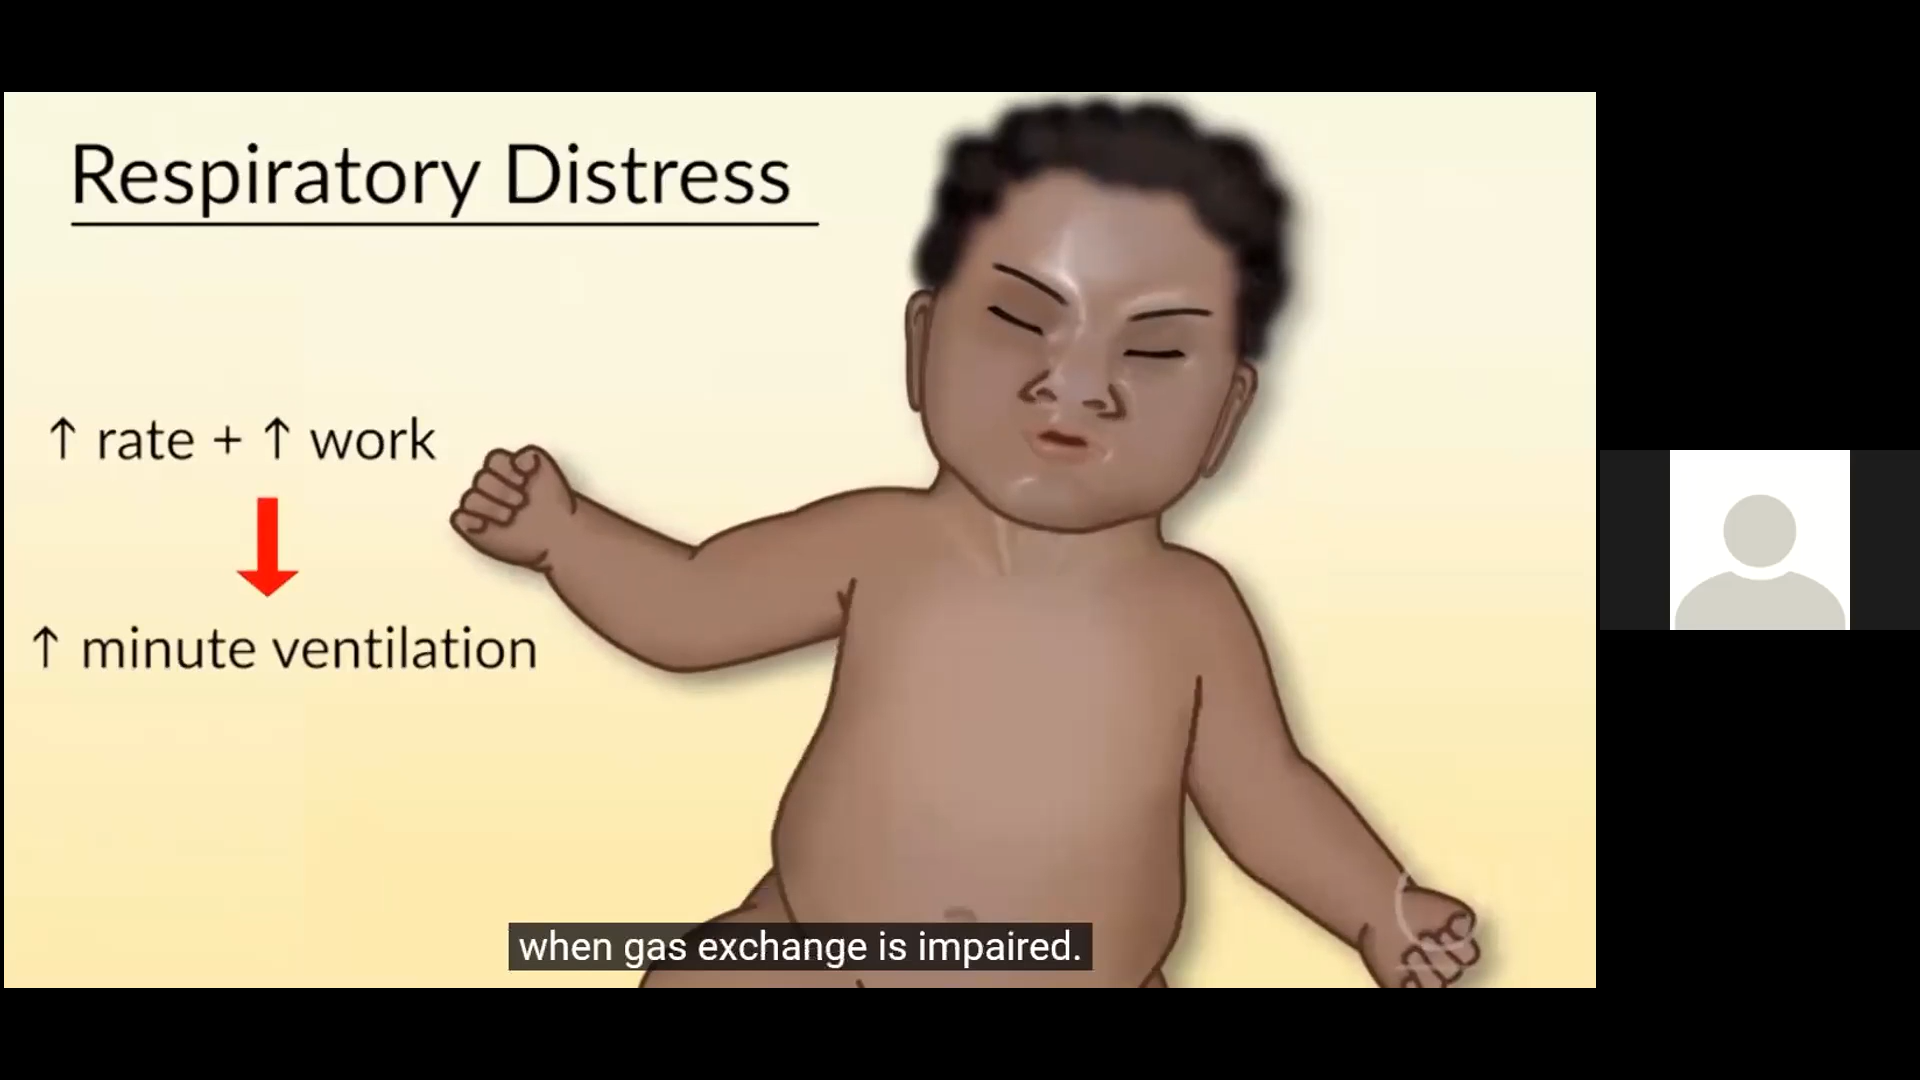 Respiratory Distress
↑ rate + ↑ work
↑ minute ventilation
when gas exchange is impaired.